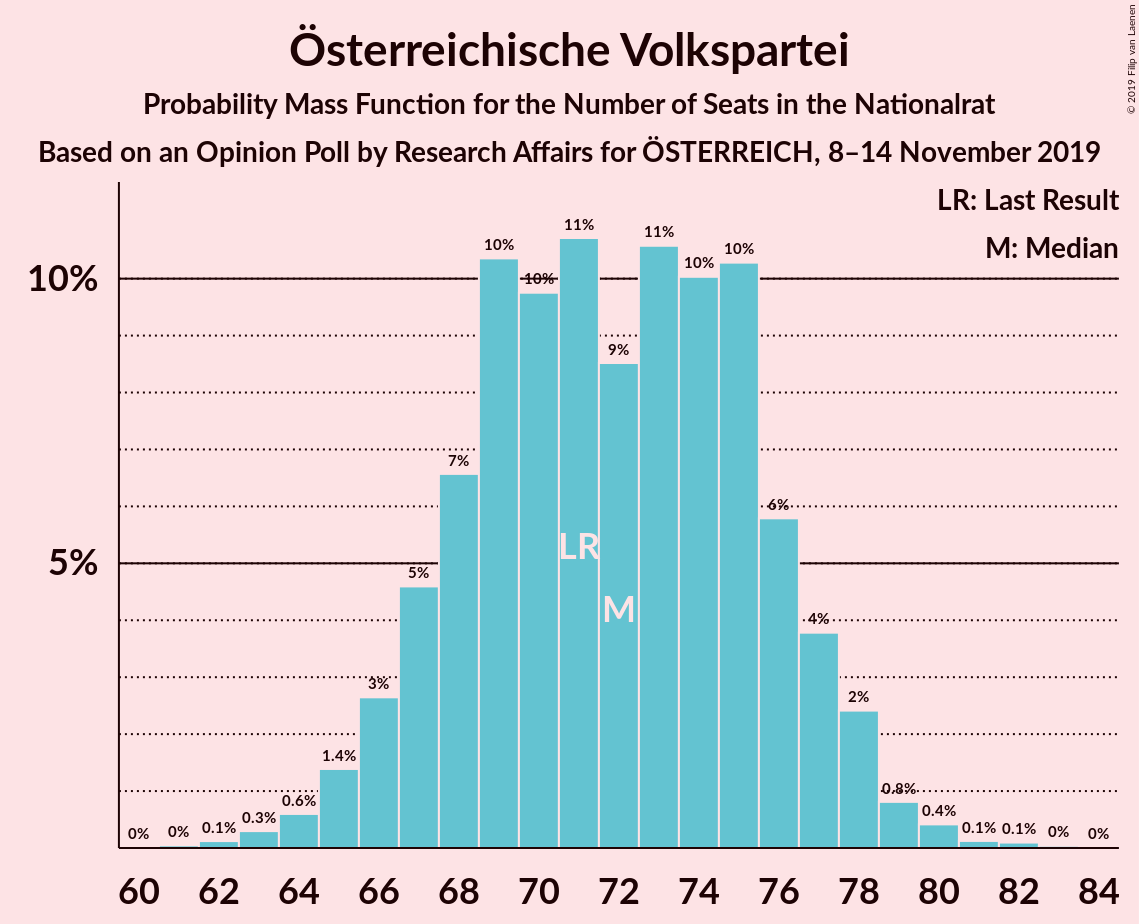 Österreichische Volkspartei
Probability Mass Function for the Number of Seats in the Nationalrat
Based on an Opinion Poll by Research Affairs for ÖSTERREICH, 8–14 November 2019
© 2019 Filip van Laenen
LR: Last Result
M: Median
10%
5%
0% 0% 0.1% 0.3% 0.6% 1.4% 3% 5% 7% 10% 10% 11% 9% 11% 10% 10% 6% 4% 2% 0.8% 0.4% 0.1% 0.1% 0% 0%
LR
M
60 62 64 66 68 70 72 74 76 78 80 82 84